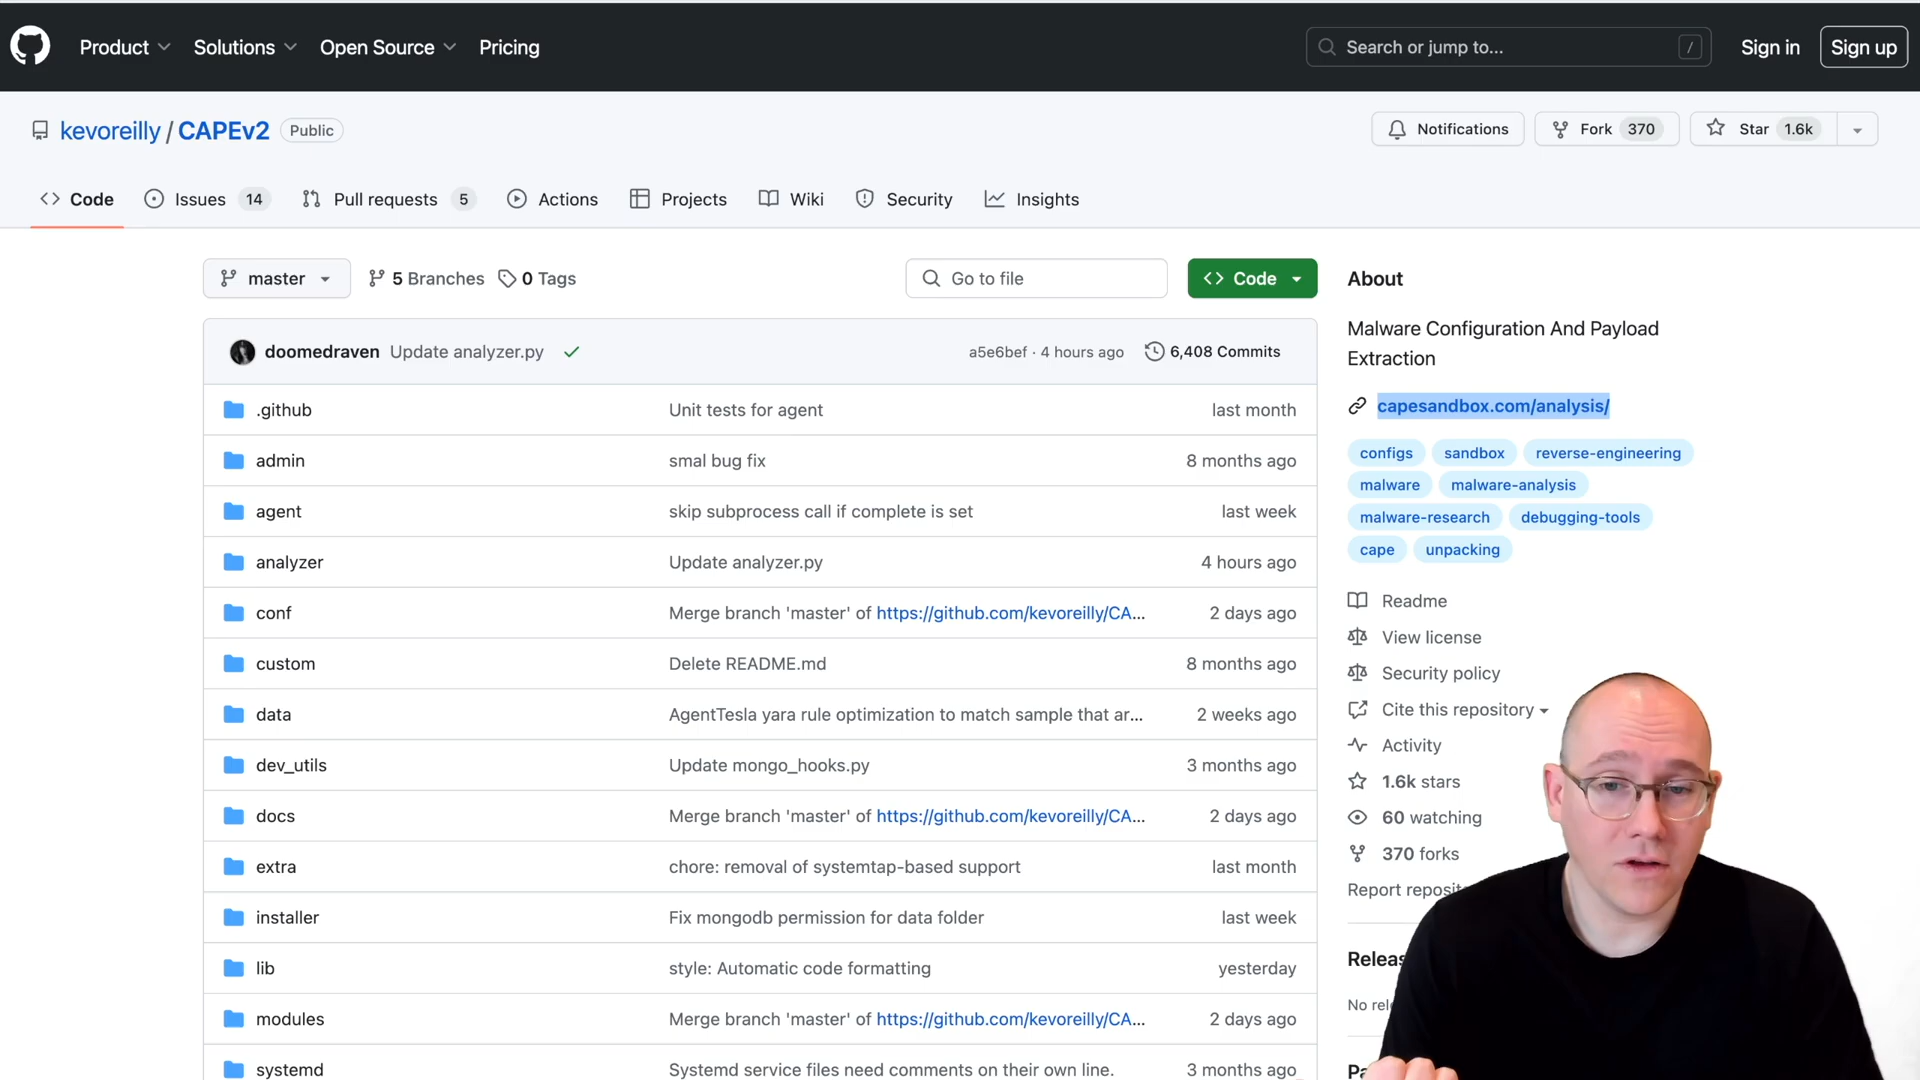 Product Solutions Open Source Pricing Search or jump to... / Sign in Sign up
kevoreilly / CAPEv2 Public Notifications Fork 370 Star 1.6k
Code Issues 14 Pull requests 5 Actions Projects Wiki Security Insights
master 5 Branches 0 Tags Go to file Code
doomedraven Update analyzer.py a5e6bef · 4 hours ago 6,408 Commits
.github Unit tests for agent last month
admin smal bug fix 8 months ago
agent skip subprocess call if complete is set last week
analyzer Update analyzer.py 4 hours ago
conf Merge branch 'master' of https://github.com/kevoreilly/CA... 2 days ago
custom Delete README.md 8 months ago
data AgentTesla yara rule optimization to match sample that ar... 2 weeks ago
dev_utils Update mongo_hooks.py 3 months ago
docs Merge branch 'master' of https://github.com/kevoreilly/CA... 2 days ago
extra chore: removal of systemtap-based support last month
installer Fix mongodb permission for data folder last week
lib style: Automatic code formatting yesterday
modules Merge branch 'master' of https://github.com/kevoreilly/CA... 2 days ago
systemd Systemd service files need comments on their own line. 3 months ago
About
Malware Configuration And Payload
Extraction
capesandbox.com/analysis/
configs sandbox reverse-engineering
malware malware-analysis
malware-research debugging-tools
cape unpacking
Readme
View license
Security policy
Cite this repository
Activity
1.6k stars
60 watching
370 forks
Report reposit
Releas
No rel
Pa